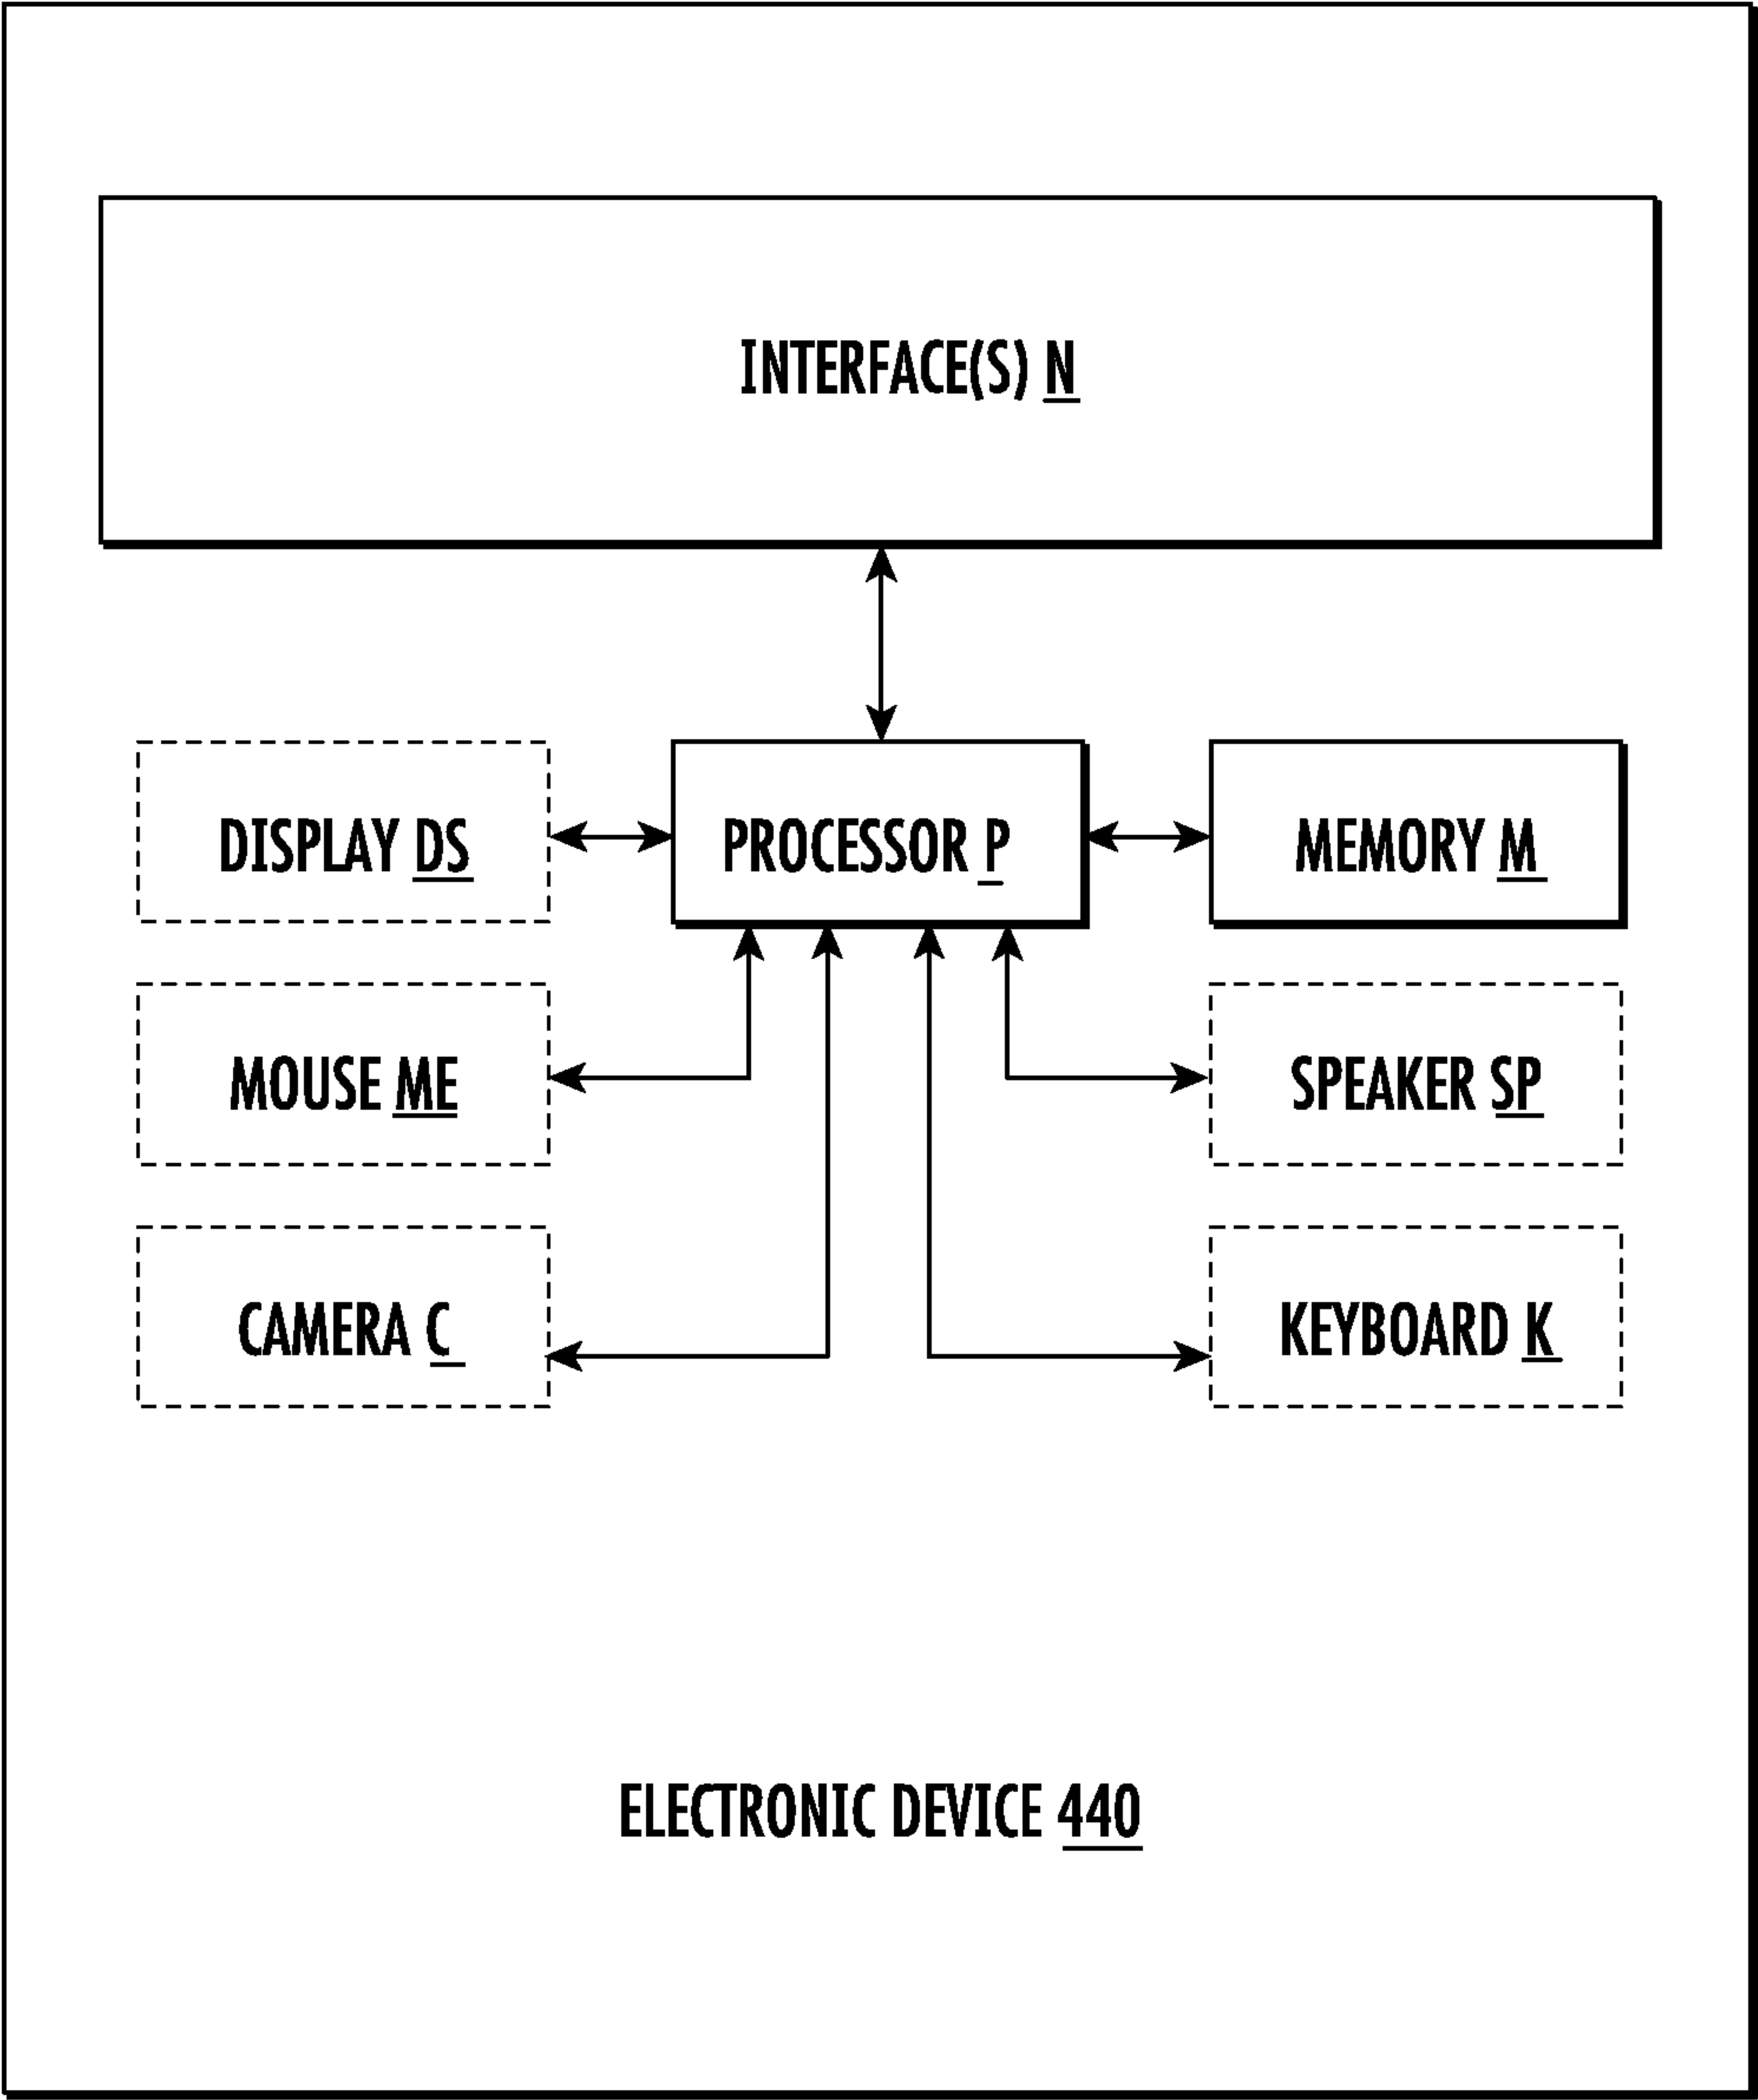 INTERFACE(S) N
DISPLAY DS
PROCESSOR P
MEMORY M
MOUSE ME
SPEAKER SP
CAMERA C
KEYBOARD K
ELECTRONIC DEVICE 440